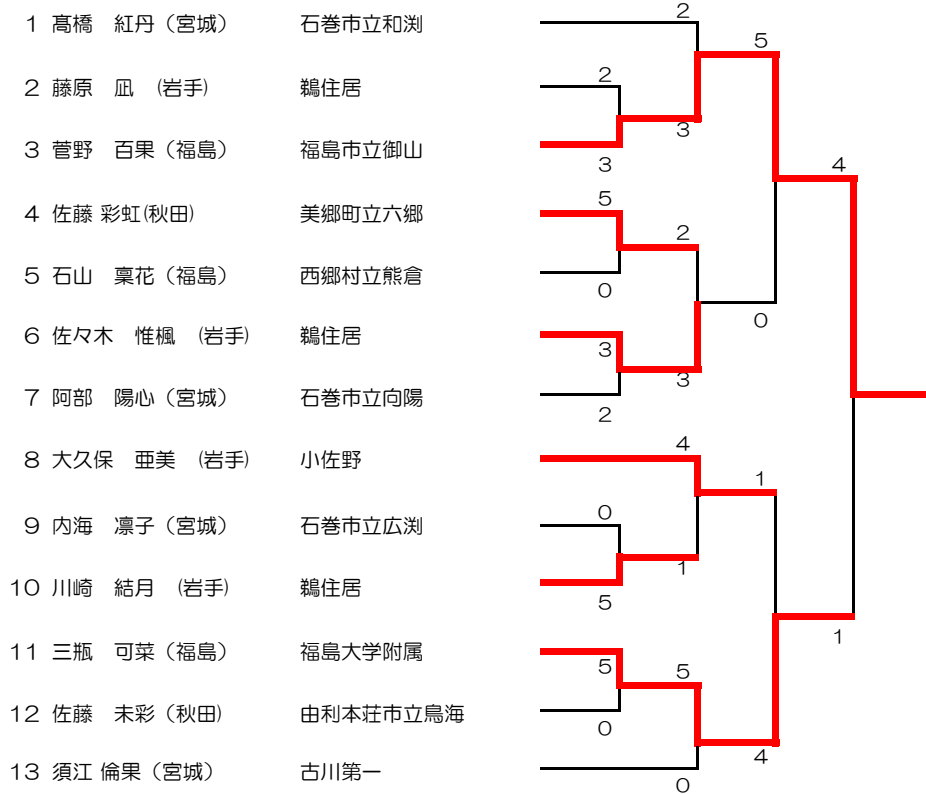 1 髙橋　紅丹（宮城） 石巻市立和渕 2
5
2 藤原　凪　(岩手) 鵜住居 2
3
3 菅野　百果（福島） 福島市立御山 3
4
4 佐藤 彩虹(秋田) 美郷町立六郷 5
2
5 石山　稟花（福島） 西郷村立熊倉 0
0
6 佐々木　惟楓　(岩手) 鵜住居 3
3
7 阿部　陽心（宮城） 石巻市立向陽 2
8 大久保　亜美　(岩手) 小佐野 4
1
9 内海　凛子（宮城） 石巻市立広渕 0
1
10 川崎　結月　(岩手) 鵜住居 5
1
11 三瓶　可菜（福島） 福島大学附属 5 5
12 佐藤　未彩（秋田) 由利本荘市立鳥海 0
4
13 須江 倫果（宮城） 古川第一 0